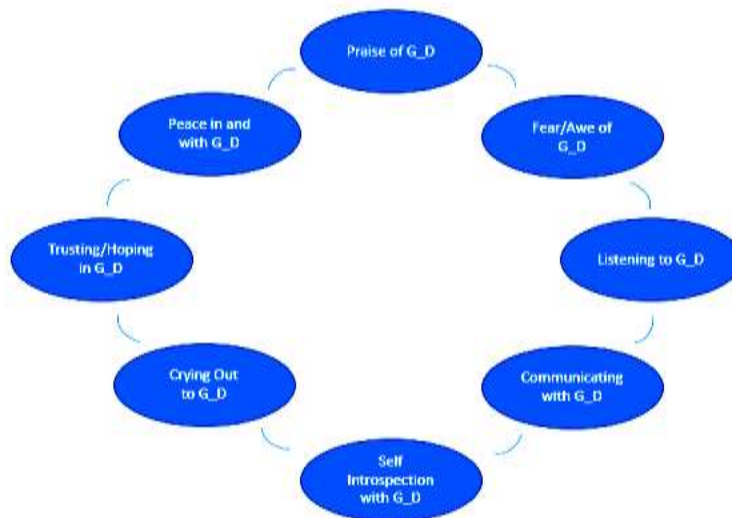 Praise of G_D
Fear/Awe of
G_D
Listening to G_D
Communicating
with G_D
Self
Introspection
with G_D
Crying Out
to G_D
Trusting/Hoping
in G_D
Peace in and
with G_D